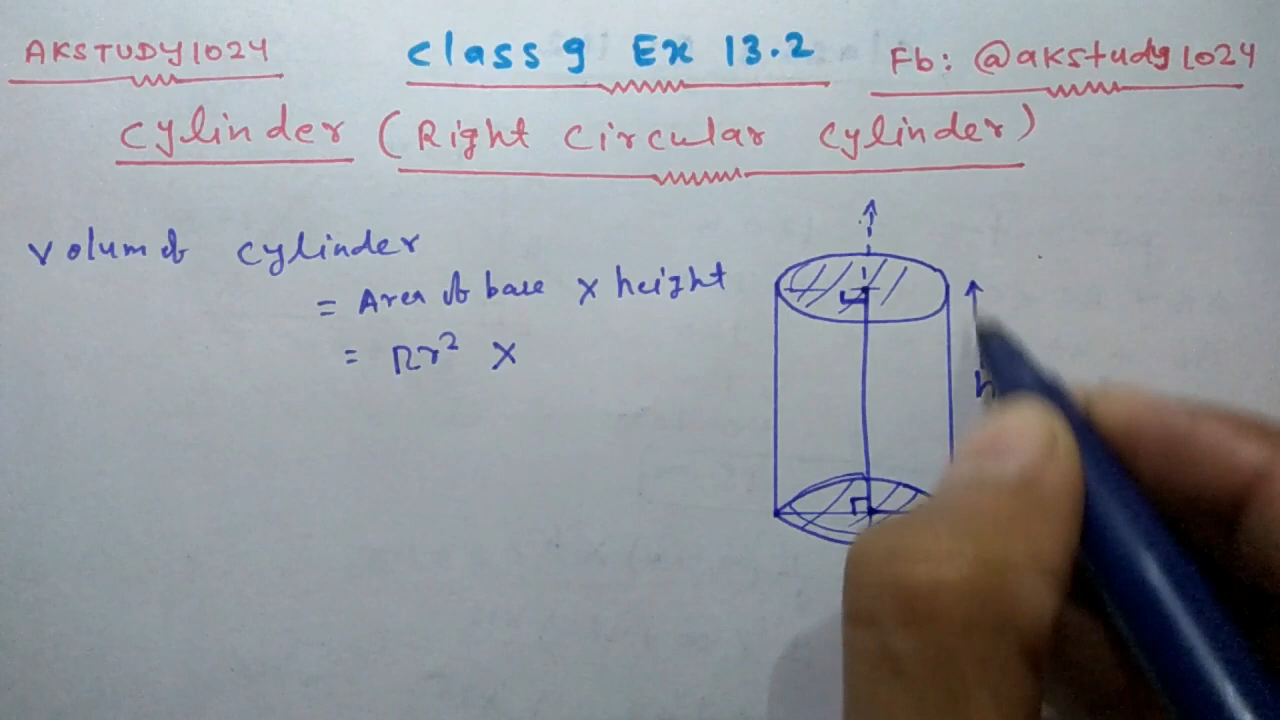 AKSTUDY1024
Class 9 Ex 13.2
Fb: @akstudy1024
Cylinder (Right Circular Cylinder)
Volum of cylinder
= Area of base × height
= πr² ×
h